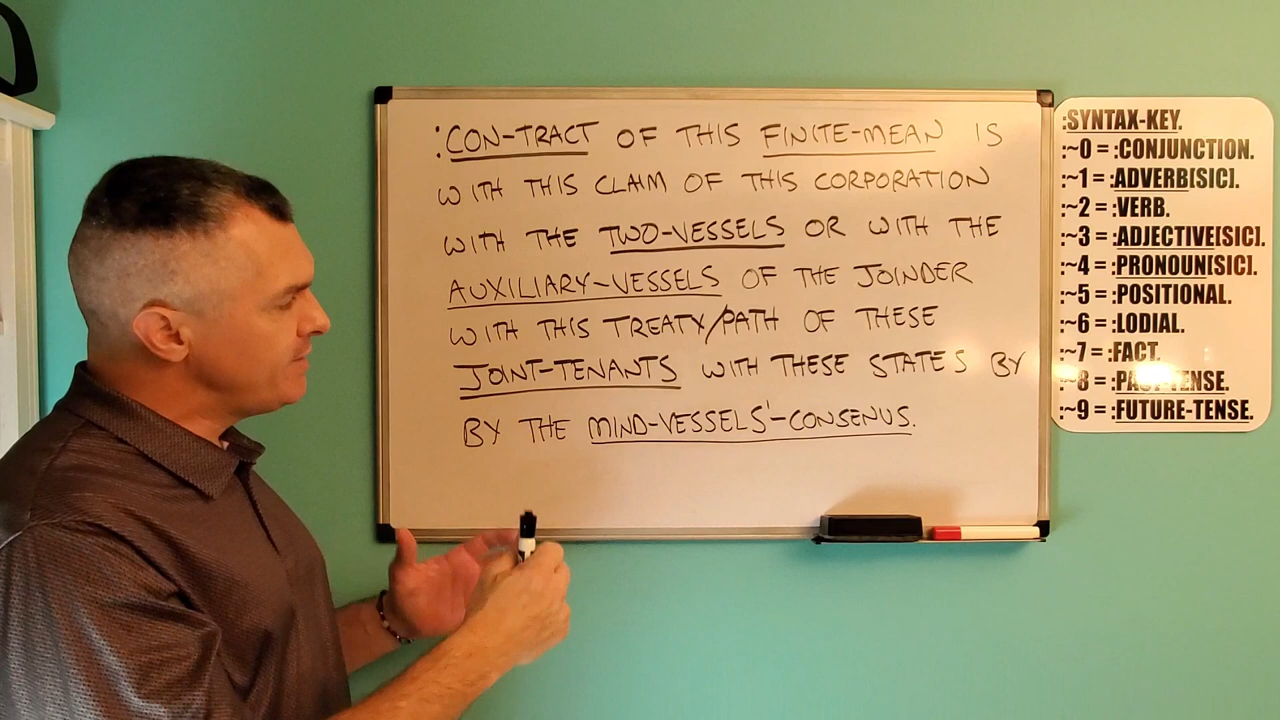 :CON-TRACT OF THIS FINITE-MEAN IS
WITH THIS CLAIM OF THIS CORPORATION
WITH THE TWO-VESSELS OR WITH THE
AUXILIARY-VESSELS OF THE JOINDER
WITH THIS TREATY/PATH OF THESE
JOINT-TENANTS WITH THESE STATES BY
BY THE MIND-VESSELS'-CONSENUS.
:SYNTAX-KEY.
:~0 = :CONJUNCTION.
:~1 = :ADVERB[SIC].
:~2 = :VERB.
:~3 = :ADJECTIVE[SIC].
:~4 = :PRONOUN[SIC].
:~5 = :POSITIONAL.
:~6 = :LODIAL.
:~7 = :FACT.
:~8 = :PAST-TENSE.
:~9 = :FUTURE-TENSE.